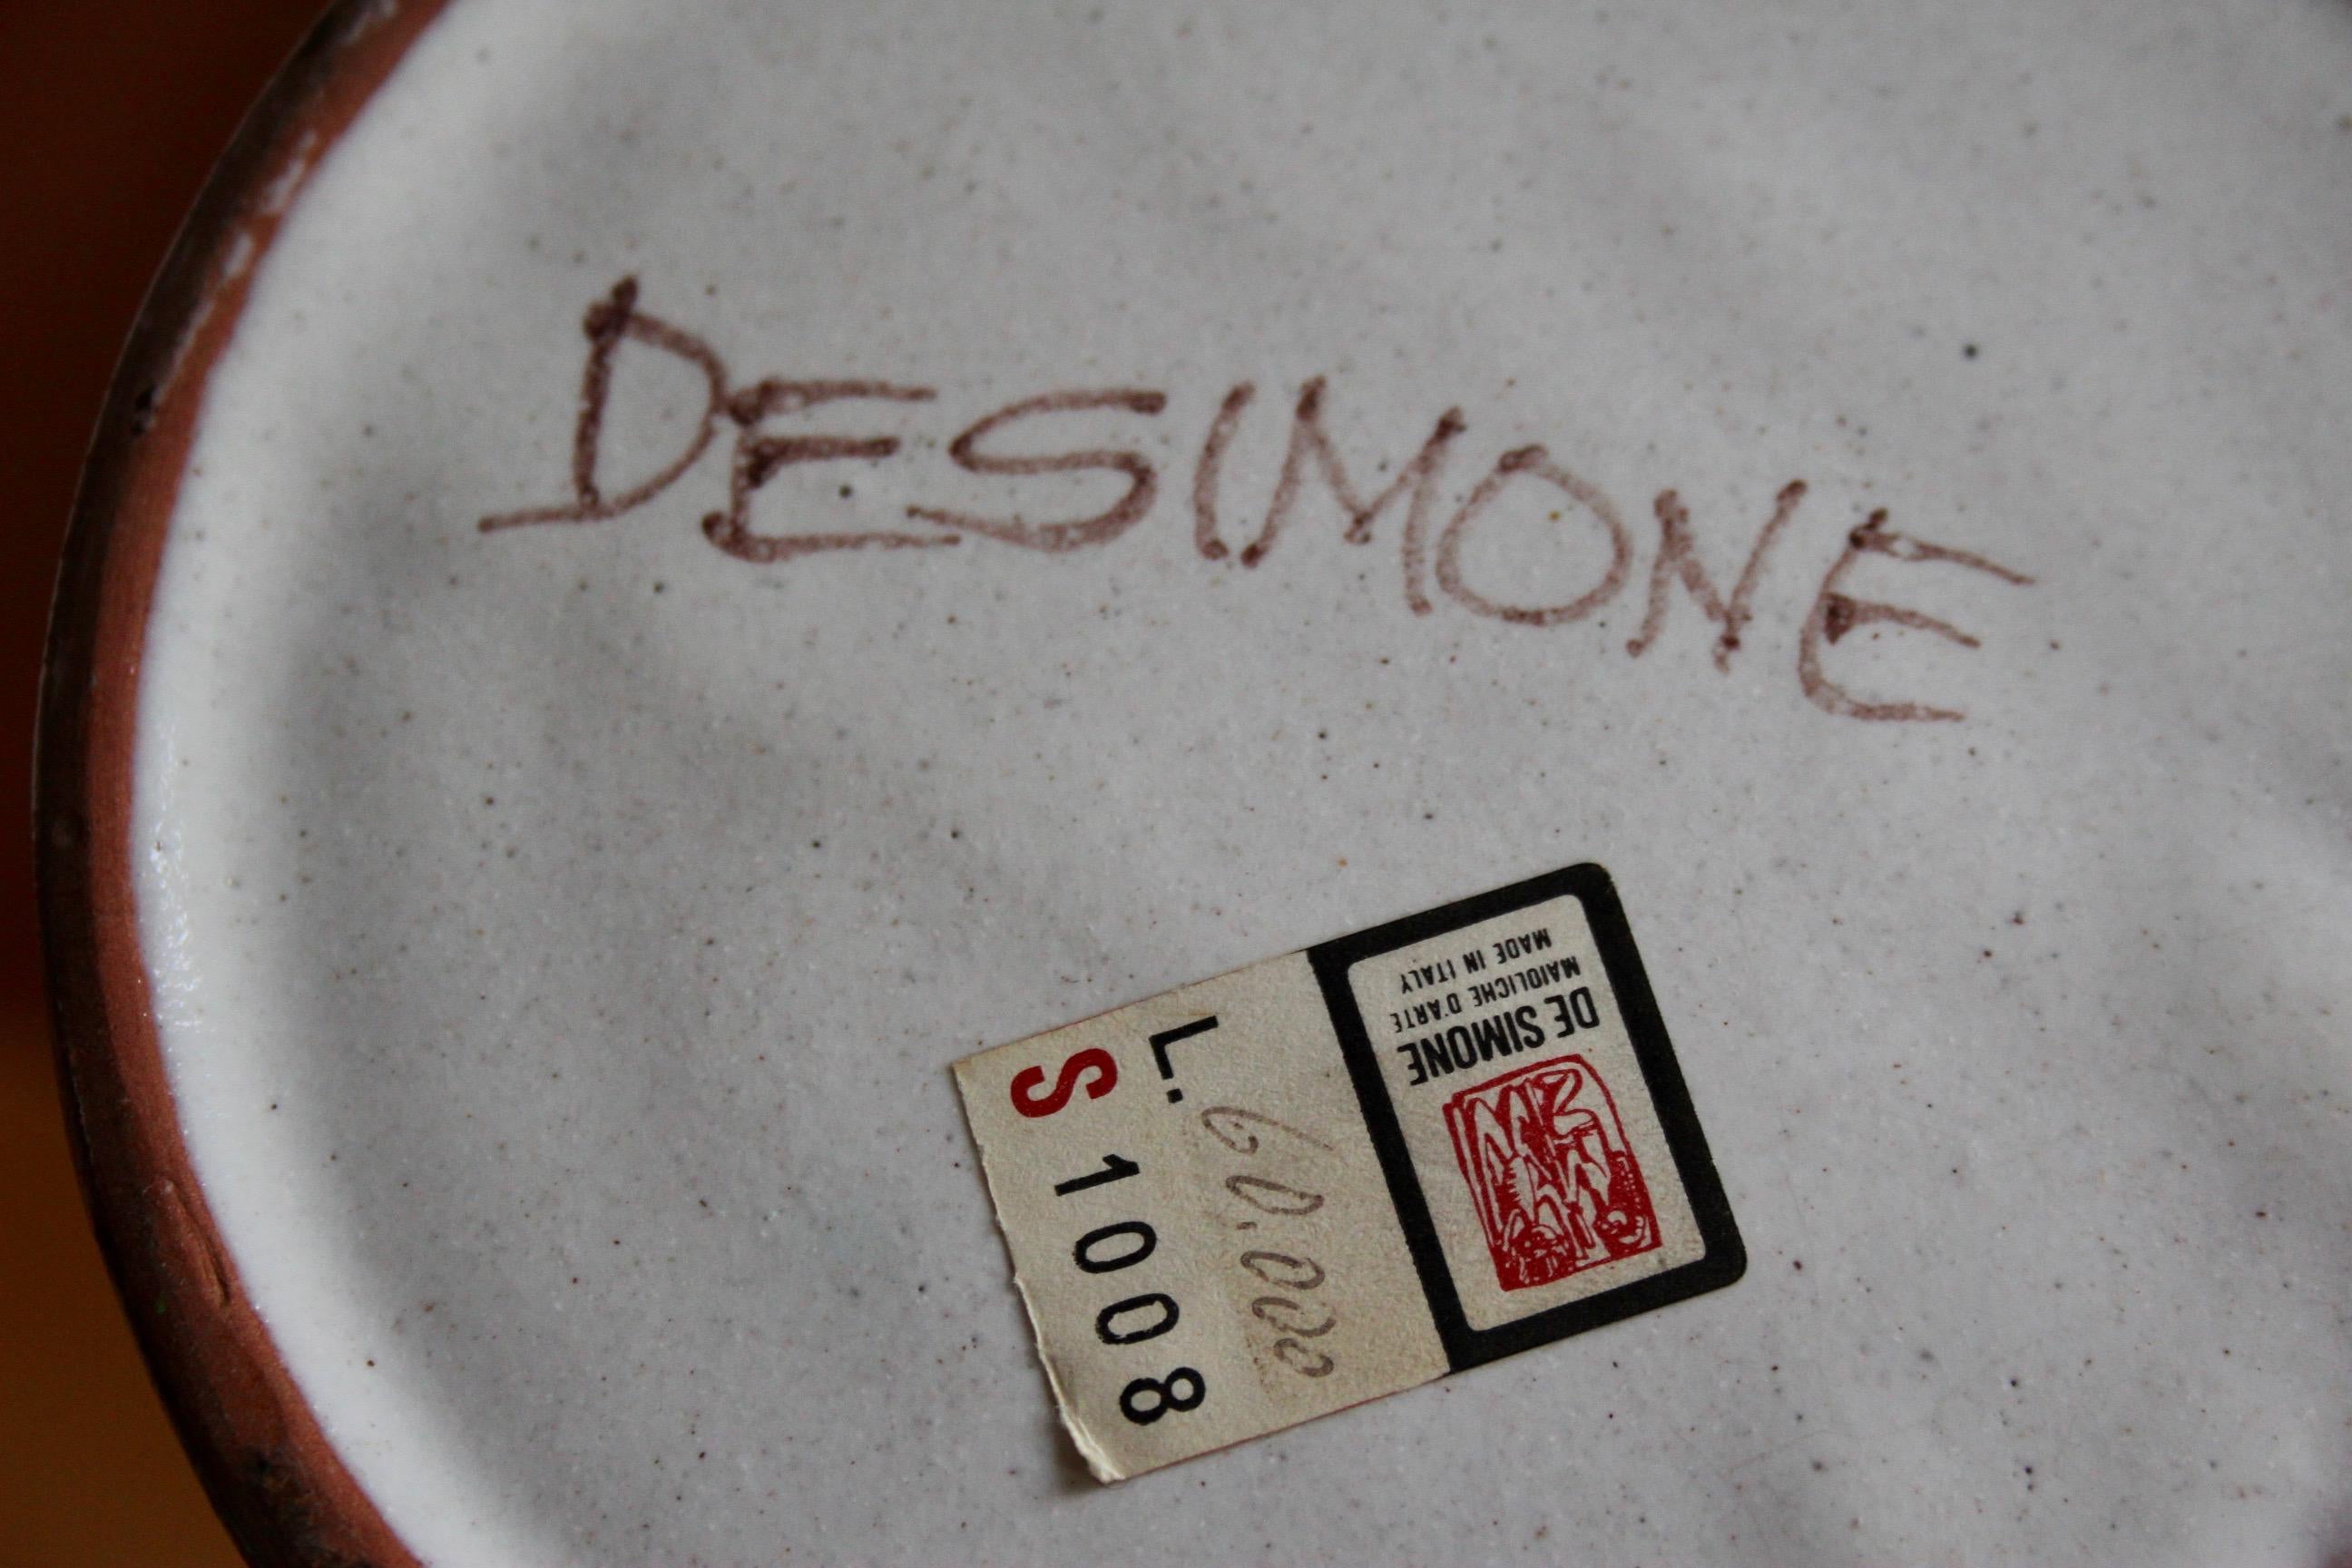 DESIMONE
DE SIMONE
MAIOLICHE D'ARTE
MADE IN ITALY
L. 60.000
S 1008